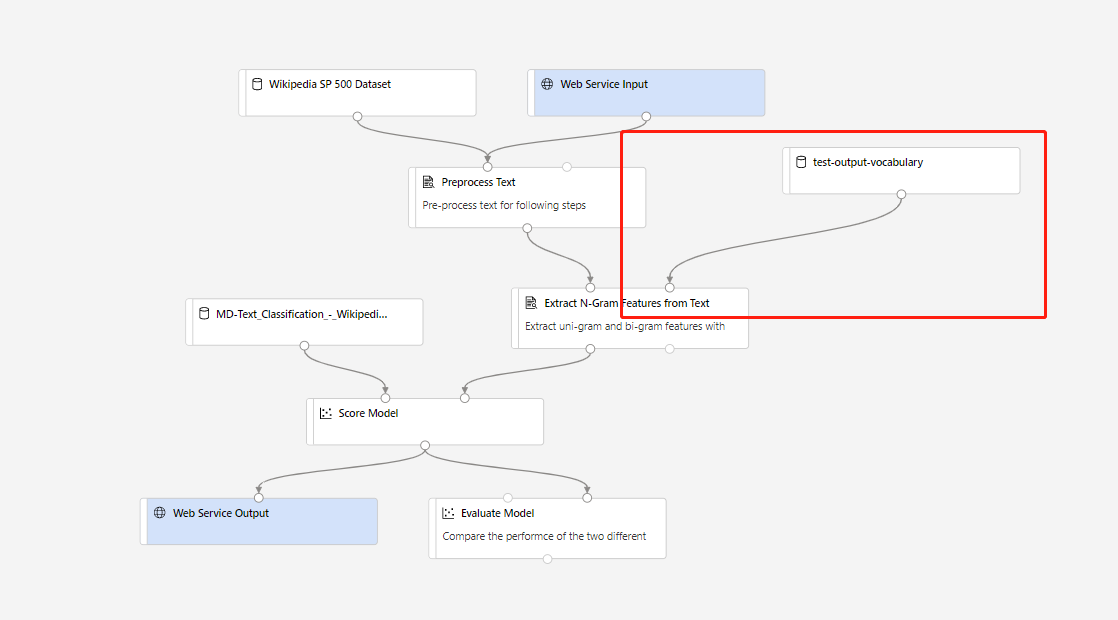 Wikipedia SP 500 Dataset
Web Service Input
test-output-vocabulary
Preprocess Text
Pre-process text for following steps
Extract N-Gram Features from Text
Extract uni-gram and bi-gram features with
MD-Text_Classification_-_Wikipedi...
Score Model
Web Service Output
Evaluate Model
Compare the performce of the two different